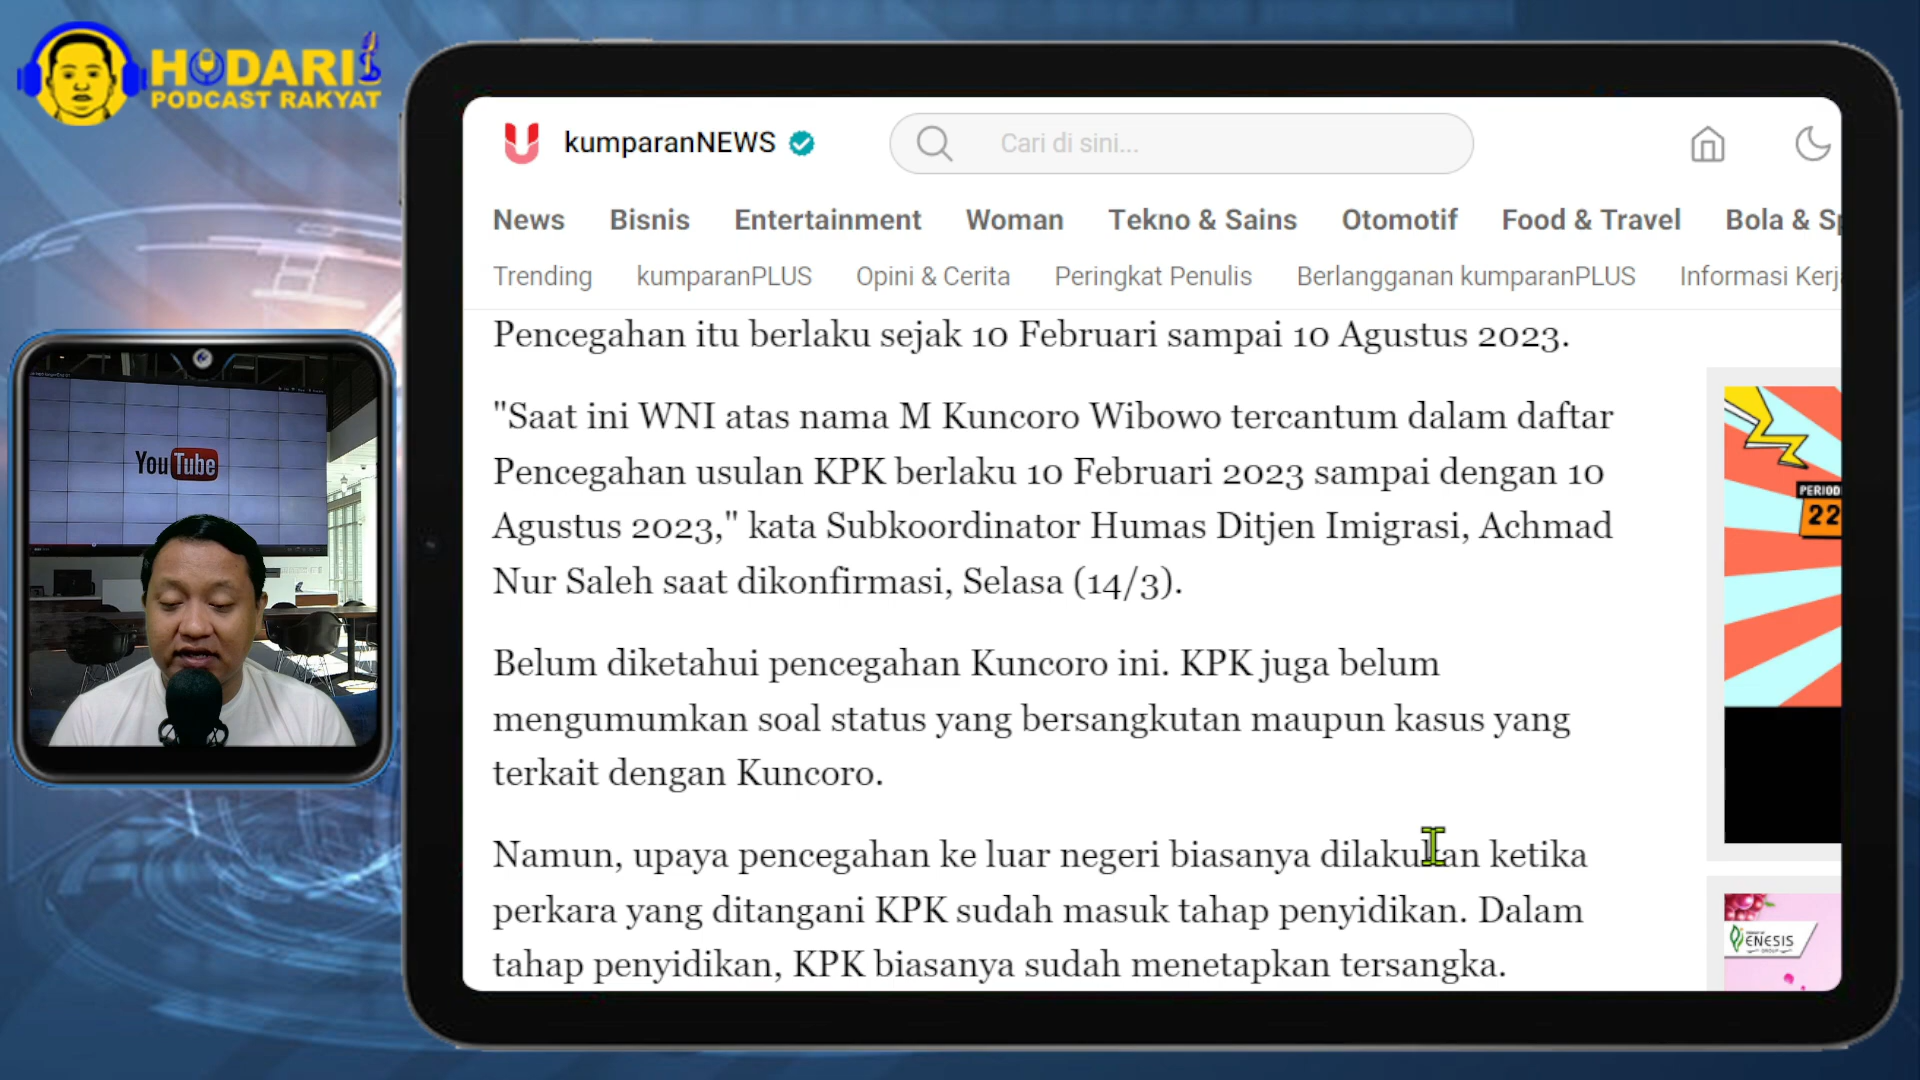 HODARI
PODCAST RAKYAT
YouTube
kumparanNEWS
Cari di sini...
News Bisnis Entertainment Woman Tekno & Sains Otomotif Food & Travel Bola & Sp
Trending kumparanPLUS Opini & Cerita Peringkat Penulis Berlangganan kumparanPLUS Informasi Kerja
Pencegahan itu berlaku sejak 10 Februari sampai 10 Agustus 2023.
"Saat ini WNI atas nama M Kuncoro Wibowo tercantum dalam daftar
Pencegahan usulan KPK berlaku 10 Februari 2023 sampai dengan 10
Agustus 2023," kata Subkoordinator Humas Ditjen Imigrasi, Achmad
Nur Saleh saat dikonfirmasi, Selasa (14/3).
Belum diketahui pencegahan Kuncoro ini. KPK juga belum
mengumumkan soal status yang bersangkutan maupun kasus yang
terkait dengan Kuncoro.
Namun, upaya pencegahan ke luar negeri biasanya dilakukan ketika
perkara yang ditangani KPK sudah masuk tahap penyidikan. Dalam
tahap penyidikan, KPK biasanya sudah menetapkan tersangka.
PERIOD
22
ENESIS